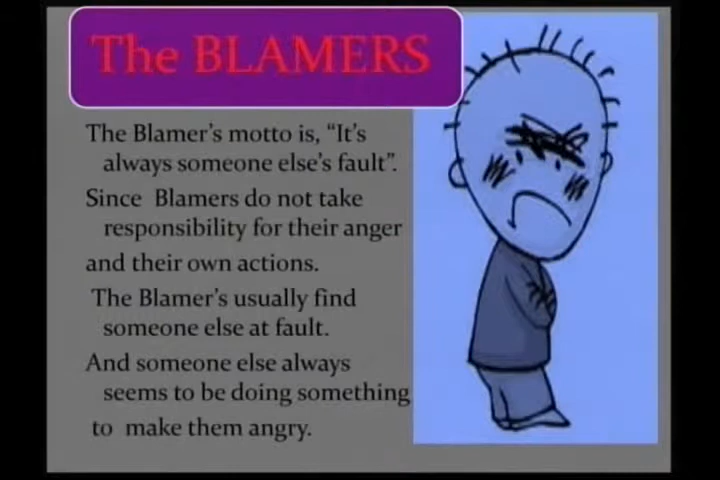 The BLAMERS
The Blamer's motto is, "It's
always someone else's fault".
Since Blamers do not take
responsibility for their anger
and their own actions.
The Blamer's usually find
someone else at fault.
And someone else always
seems to be doing something
to make them angry.